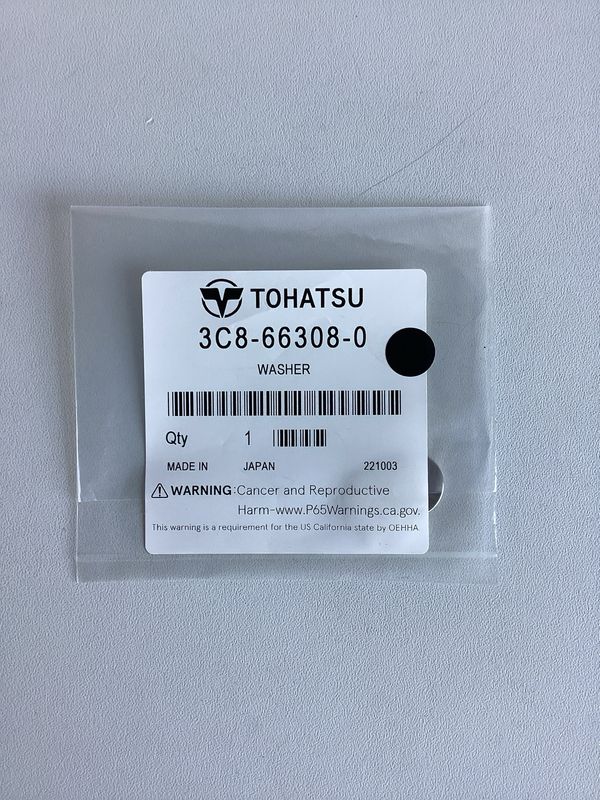 TOHATSU
3C8-66308-0
WASHER
Qty 1
MADE IN JAPAN 221003
WARNING:Cancer and Reproductive
Harm-www.P65Warnings.ca.gov.
This warning is a requirement for the US California state by OEHHA